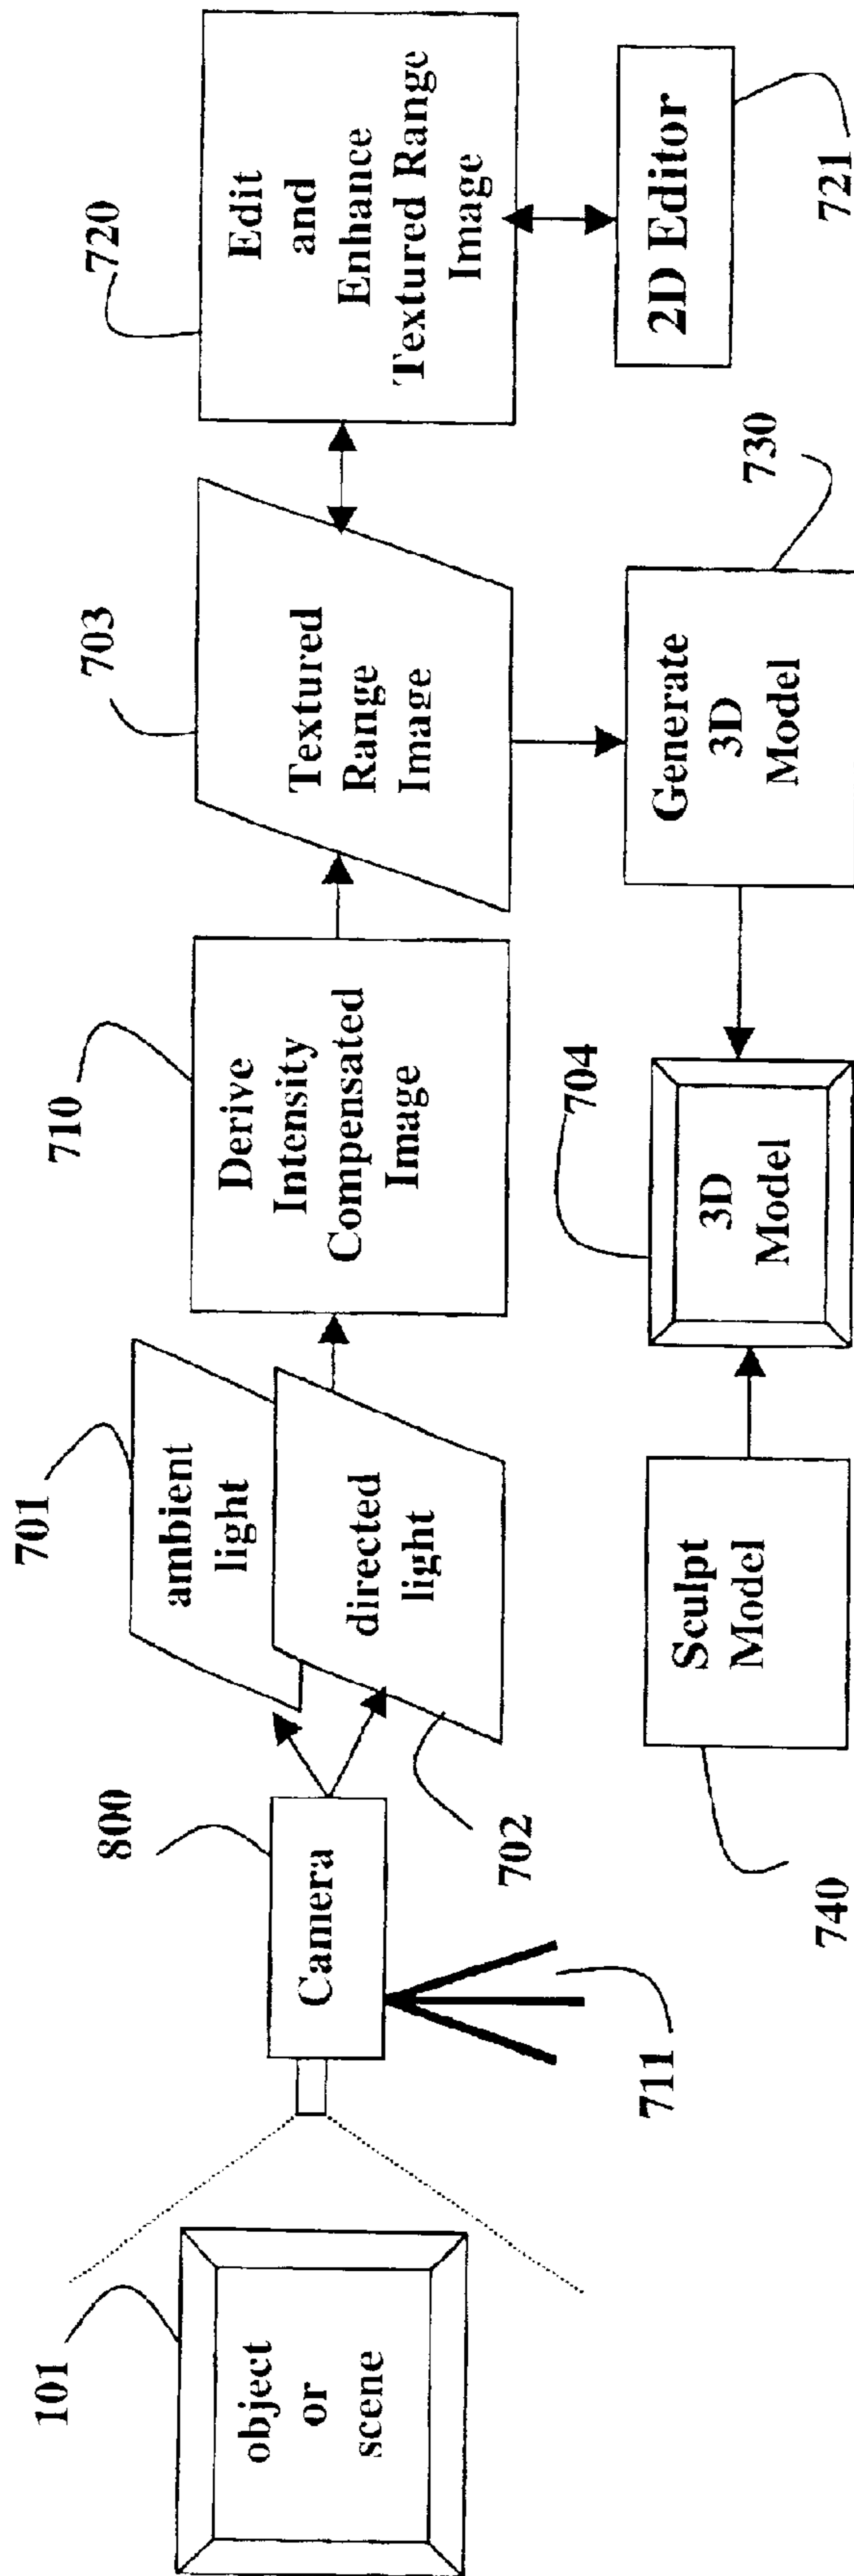 101
object
or
scene
800
Camera
711
701
ambient
light
directed
light
702
710
Derive
Intensity
Compensated
Image
703
Textured
Range
Image
720
Edit
and
Enhance
Textured Range
Image
2D Editor
721
740
Sculpt
Model
704
3D
Model
Generate
3D
Model
730